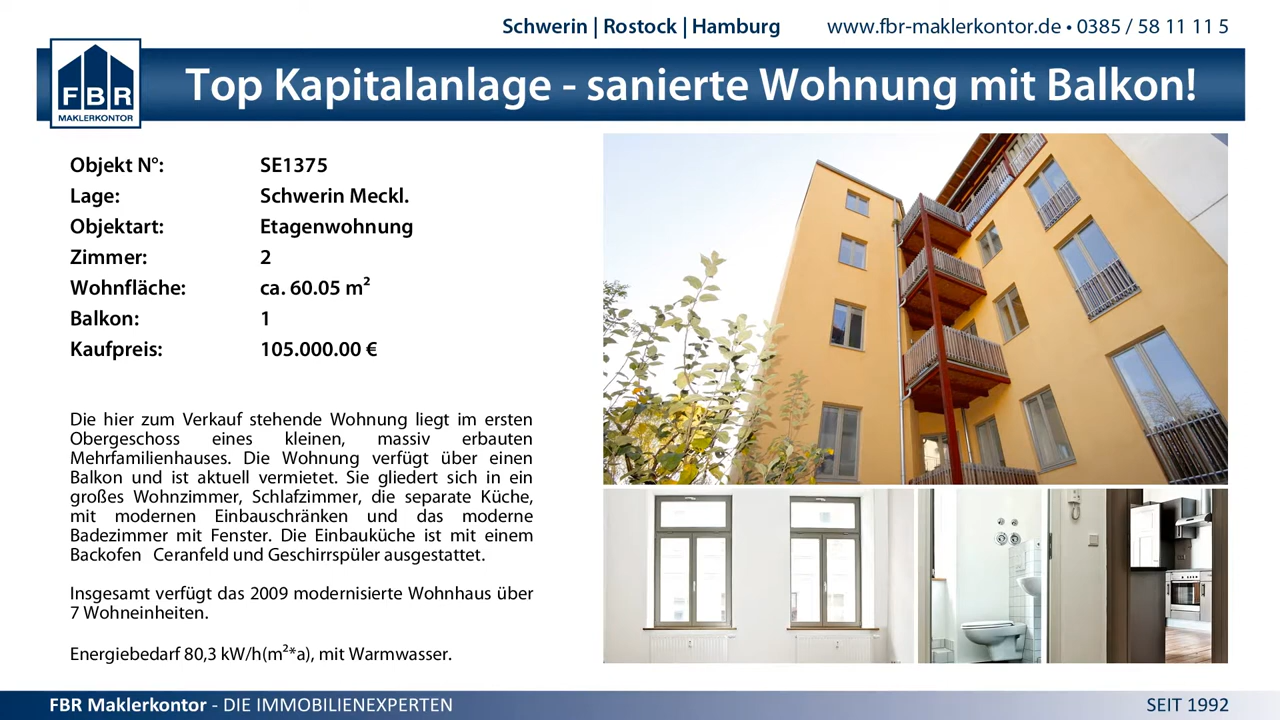 Schwerin | Rostock | Hamburg www.fbr-maklerkontor.de • 0385 / 58 11 11 5
FBR
MAKLERKONTOR
Top Kapitalanlage - sanierte Wohnung mit Balkon!
Objekt N°: SE1375
Lage: Schwerin Meckl.
Objektart: Etagenwohnung
Zimmer: 2
Wohnfläche: ca. 60.05 m²
Balkon: 1
Kaufpreis: 105.000.00 €
Die hier zum Verkauf stehende Wohnung liegt im ersten
Obergeschoss eines kleinen, massiv erbauten
Mehrfamilienhauses. Die Wohnung verfügt über einen
Balkon und ist aktuell vermietet. Sie gliedert sich in ein
großes Wohnzimmer, Schlafzimmer, die separate Küche,
mit modernen Einbauschränken und das moderne
Badezimmer mit Fenster. Die Einbauküche ist mit einem
Backofen Ceranfeld und Geschirrspüler ausgestattet.
Insgesamt verfügt das 2009 modernisierte Wohnhaus über
7 Wohneinheiten.
Energiebedarf 80,3 kW/h(m²*a), mit Warmwasser.
FBR Maklerkontor - DIE IMMOBILIENEXPERTEN SEIT 1992